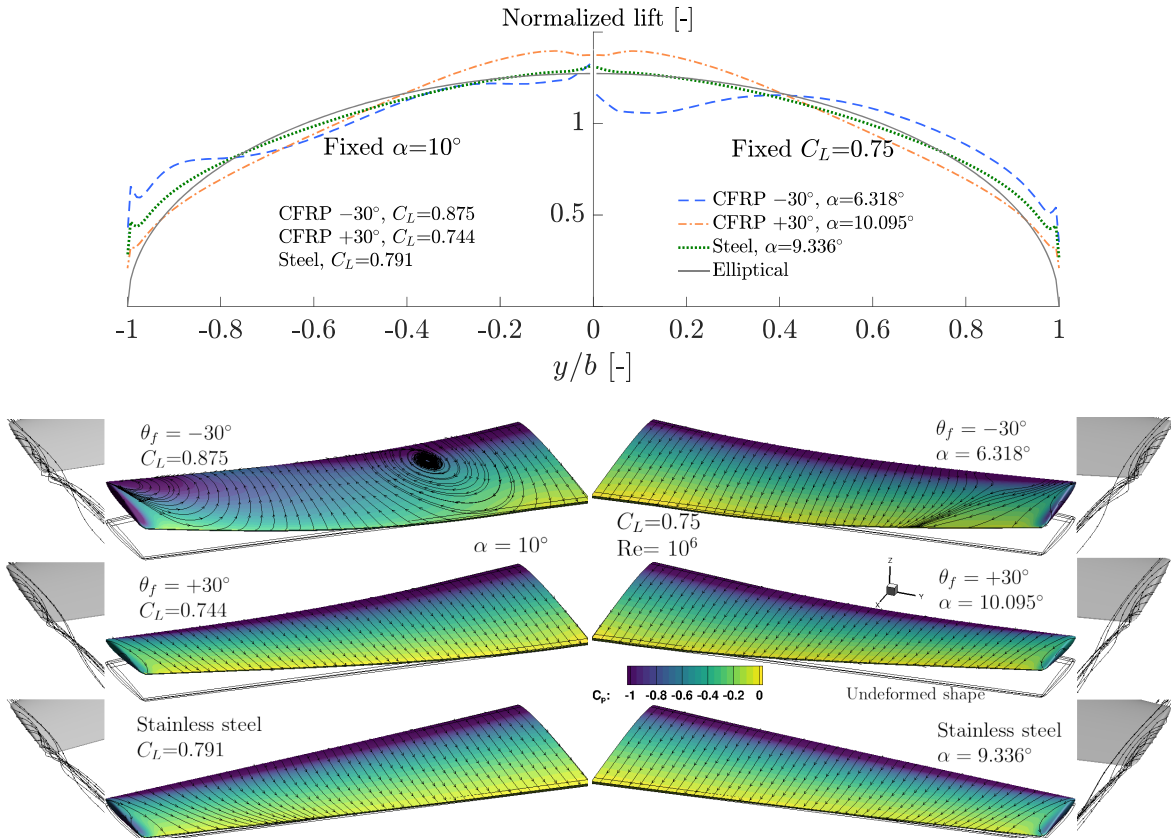 Normalized lift [-]
1
0.5
Fixed α=10°
Fixed C_L=0.75
CFRP −30°, C_L=0.875
CFRP +30°, C_L=0.744
Steel, C_L=0.791
CFRP −30°, α=6.318°
CFRP +30°, α=10.095°
Steel, α=9.336°
Elliptical
-1 -0.8 -0.6 -0.4 -0.2 0 0.2 0.4 0.6 0.8 1
y/b [-]
θ_f = −30°
C_L=0.875
θ_f = −30°
α = 6.318°
α = 10°
C_L=0.75
Re= 10⁶
θ_f = +30°
C_L=0.744
Z
Y
X
θ_f = +30°
α = 10.095°
C_p: -1 -0.8 -0.6 -0.4 -0.2 0
Undeformed shape
Stainless steel
C_L=0.791
Stainless steel
α = 9.336°